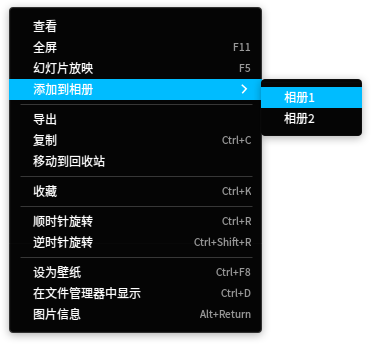 查看
全屏 F11
幻灯片放映 F5
添加到相册
相册1
相册2
导出
复制 Ctrl+C
移动到回收站
收藏 Ctrl+K
顺时针旋转 Ctrl+R
逆时针旋转 Ctrl+Shift+R
设为壁纸 Ctrl+F8
在文件管理器中显示 Ctrl+D
图片信息 Alt+Return